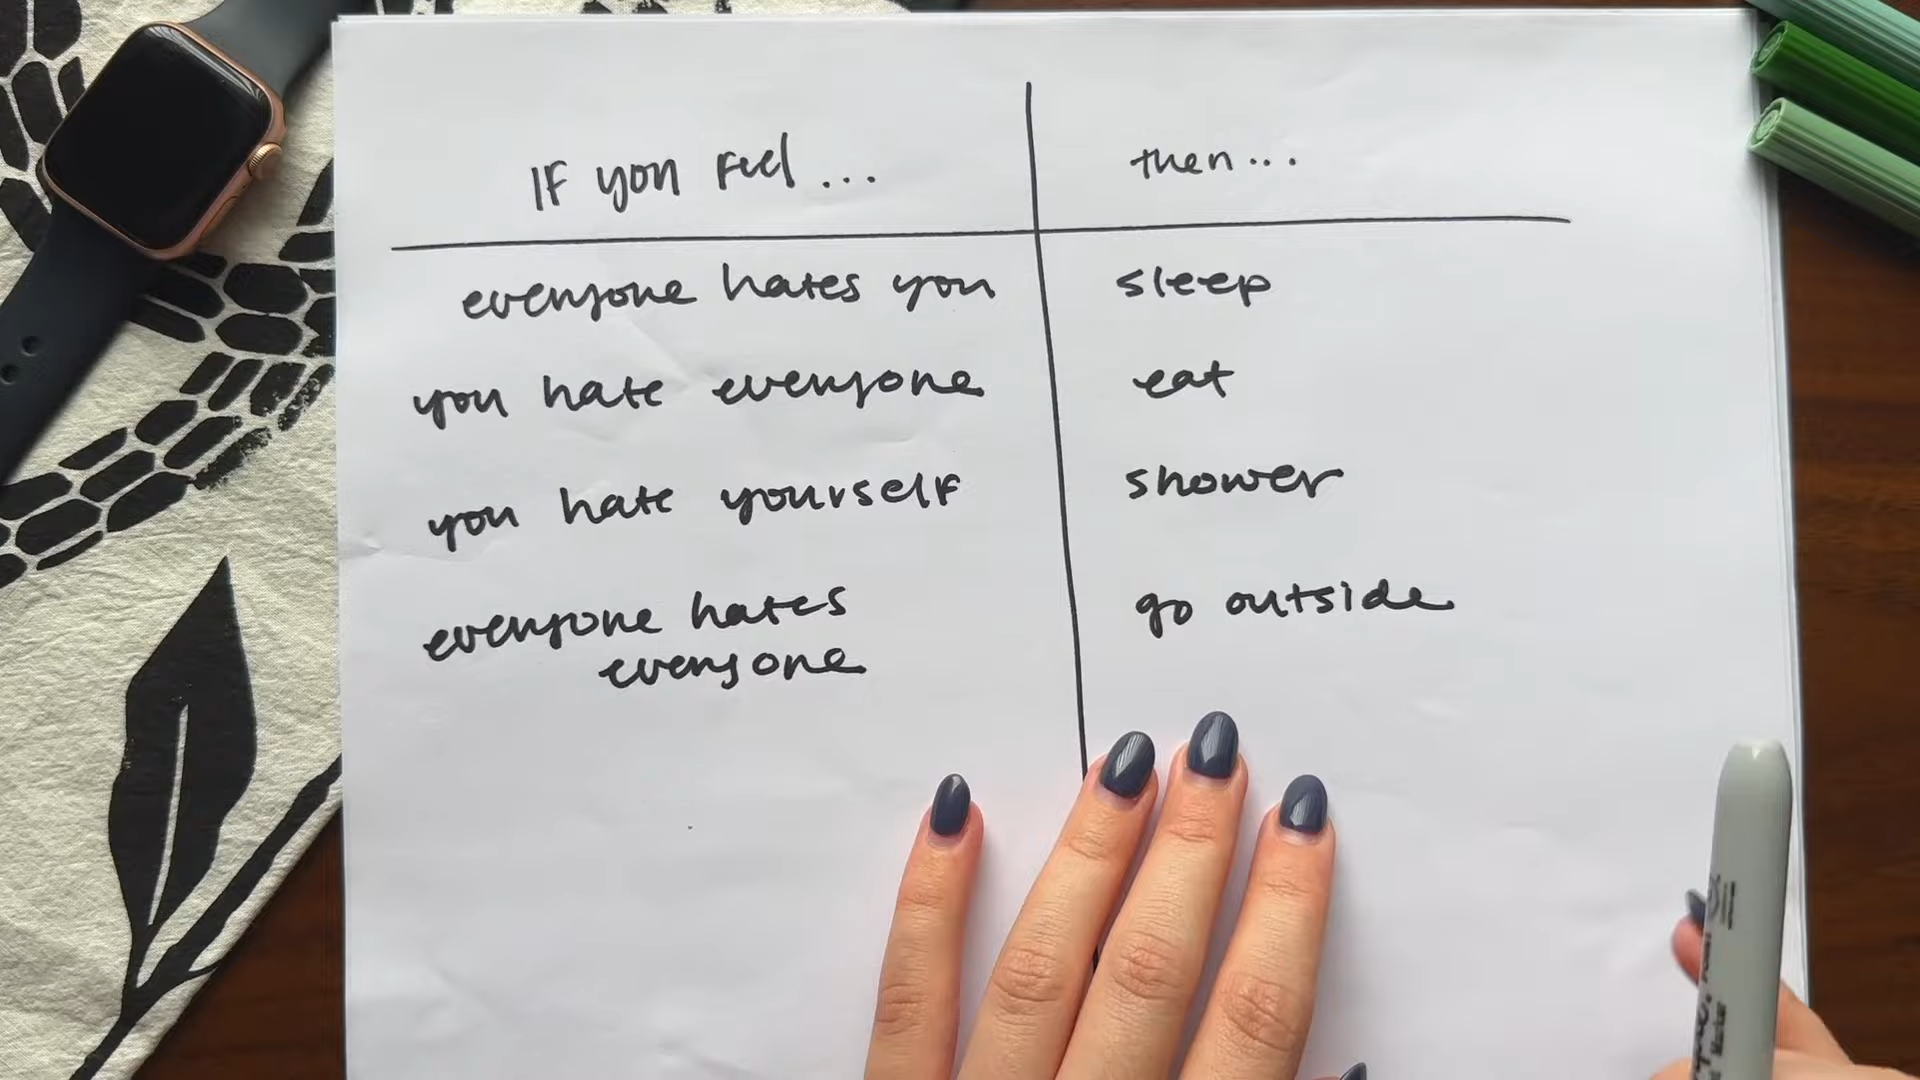 IF you Feel...
then...
everyone hates you
sleep
you hate everyone
eat
you hate yourself
shower
everyone hates
everyone
go outside